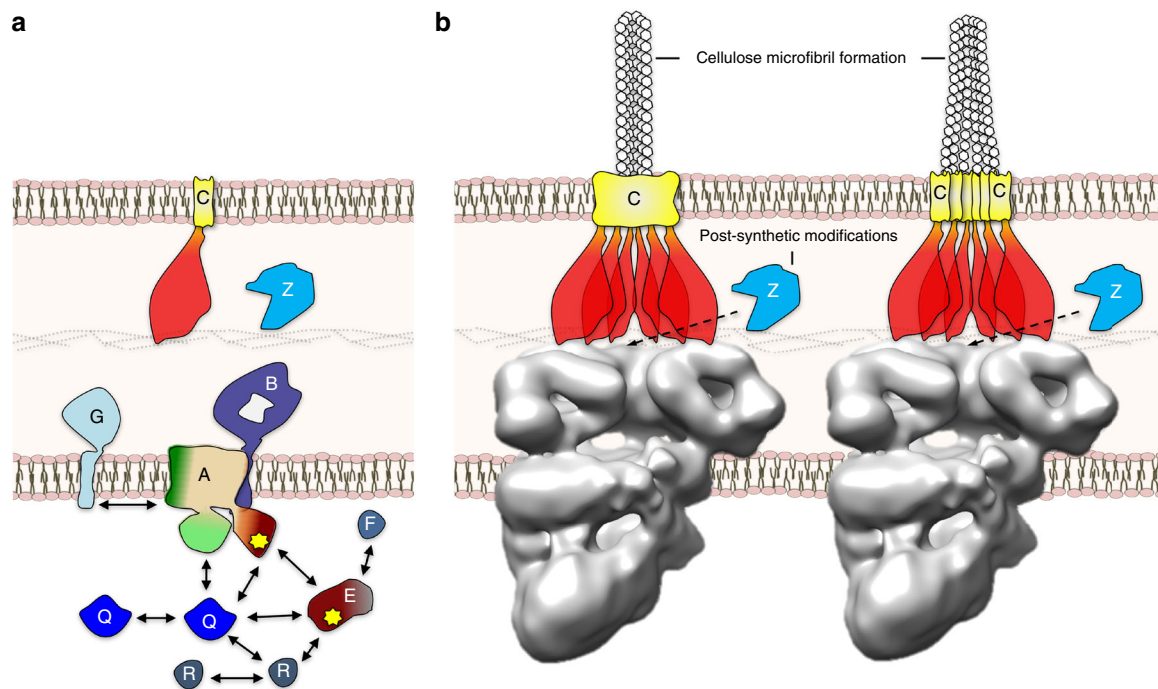 a
C
Z
B
G
A
F
E
Q
Q
R
R
b
Cellulose microfibril formation
C
C
C
Post-synthetic modifications
Z
Z